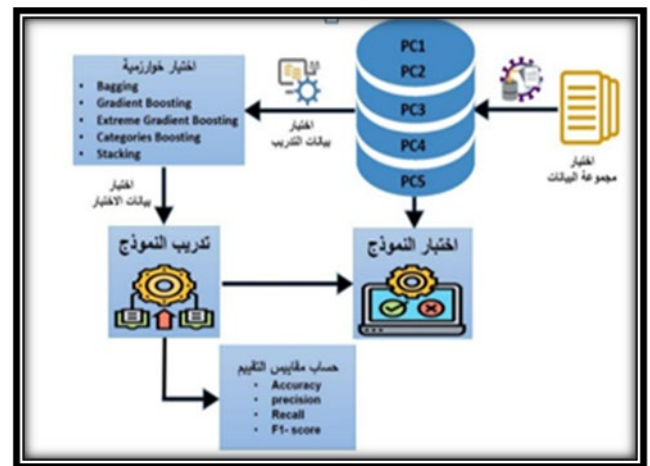 اختيار خوارزمية
• Bagging
• Gradient Boosting
• Extreme Gradient Boosting
• Categories Boosting
• Stacking
اختيار
بيانات التدريب
PC1
PC2
PC3
PC4
PC5
اختيار
مجموعة البيانات
اختيار
بيانات الاختبار
تدريب النموذج
اختبار النموذج
حساب مقاييس التقييم
• Accuracy
• precision
• Recall
• F1- score